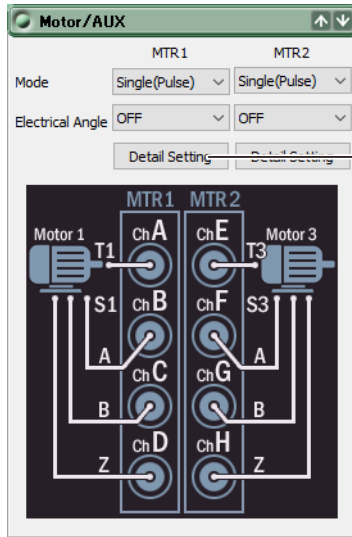 Motor/AUX
MTR1 MTR2
Mode Single(Pulse) Single(Pulse)
Electrical Angle OFF OFF
Detail Setting Detail Setting
MTR1 MTR2
Motor 1 ChA ChE Motor 3
T1 T3
S1 ChB ChF S3
A A
ChC ChG
B B
ChD ChH
Z Z